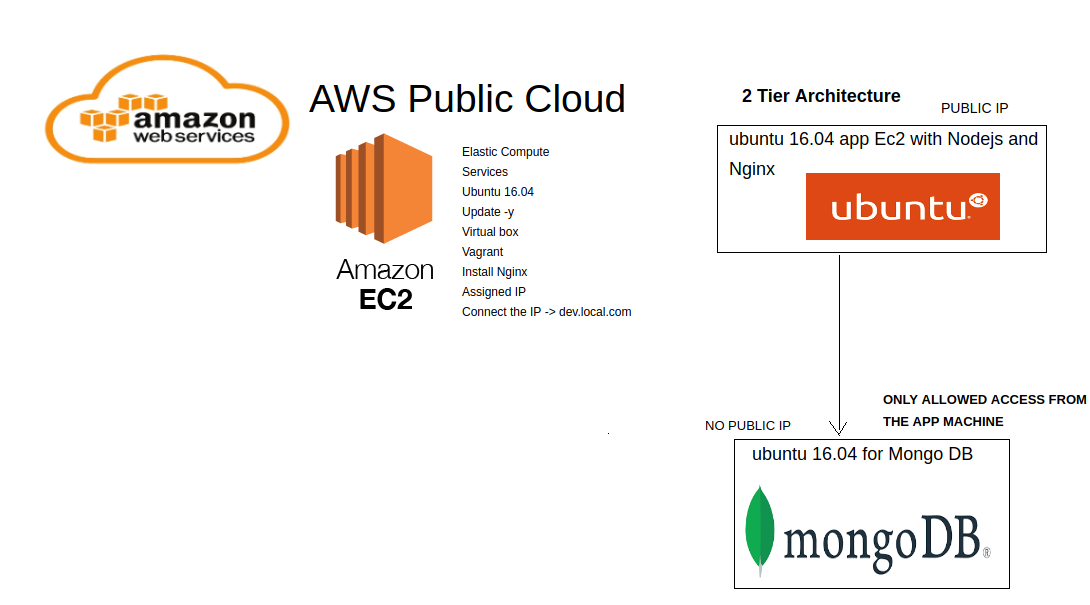 amazon
web services
AWS Public Cloud
Amazon
EC2
Elastic Compute
Services
Ubuntu 16.04
Update -y
Virtual box
Vagrant
Install Nginx
Assigned IP
Connect the IP -> dev.local.com
2 Tier Architecture
PUBLIC IP
ubuntu 16.04 app Ec2 with Nodejs and
Nginx
ubuntu
ONLY ALLOWED ACCESS FROM
THE APP MACHINE
NO PUBLIC IP
ubuntu 16.04 for Mongo DB
mongoDB®